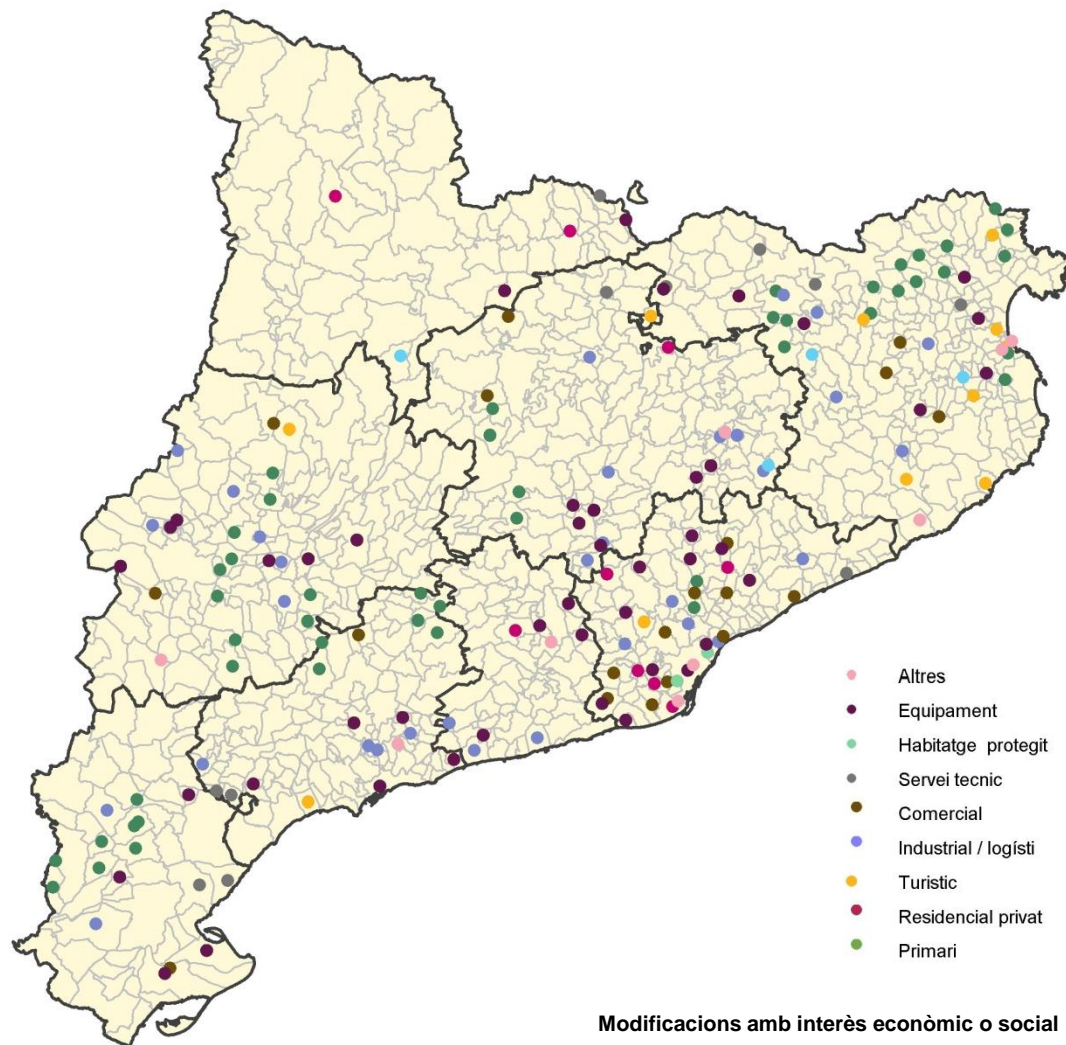 Altres
Equipament
Habitatge protegit
Servei tecnic
Comercial
Industrial / logísti
Turistic
Residencial privat
Primari
Modificacions amb interès econòmic o social